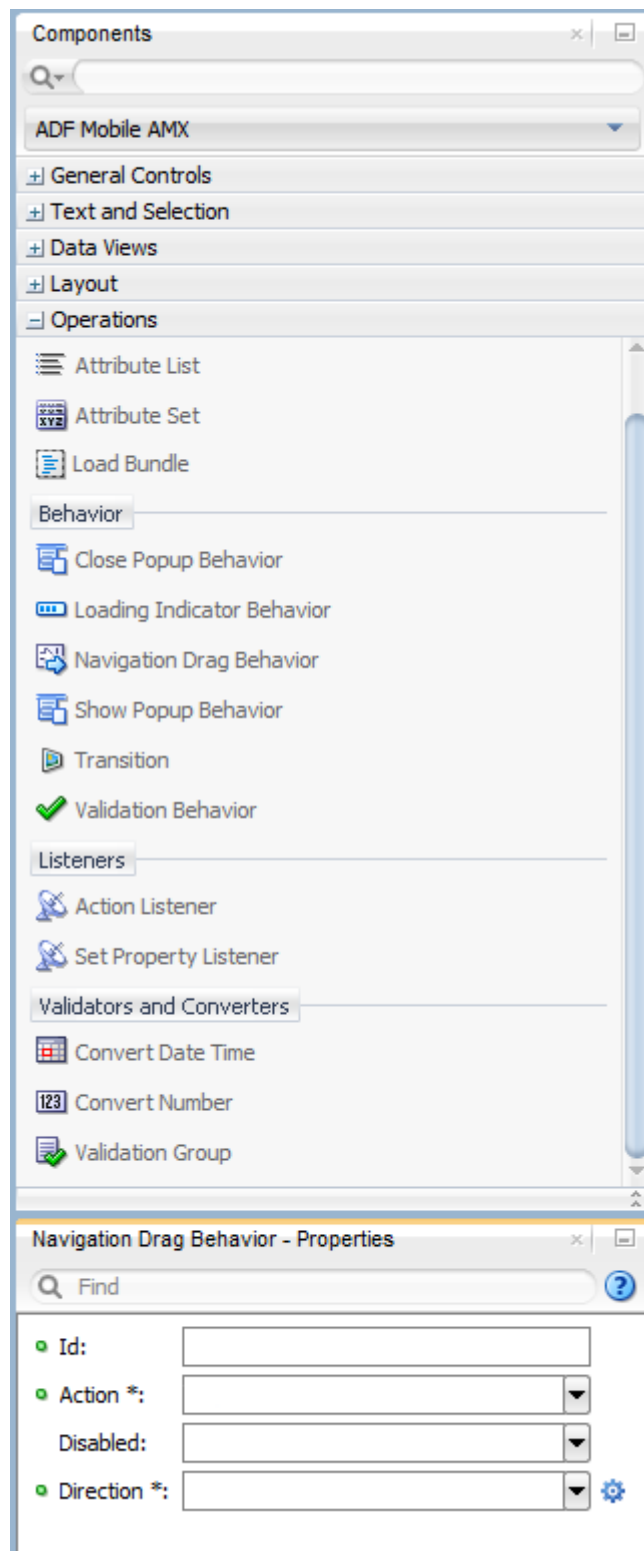 Components
ADF Mobile AMX
General Controls
Text and Selection
Data Views
Layout
Operations
Attribute List
XYZ Attribute Set
Load Bundle
Behavior
Close Popup Behavior
Loading Indicator Behavior
Navigation Drag Behavior
Show Popup Behavior
Transition
Validation Behavior
Listeners
Action Listener
Set Property Listener
Validators and Converters
Convert Date Time
123 Convert Number
Validation Group
Navigation Drag Behavior - Properties
Find ?
Id:
Action *:
Disabled:
Direction *: